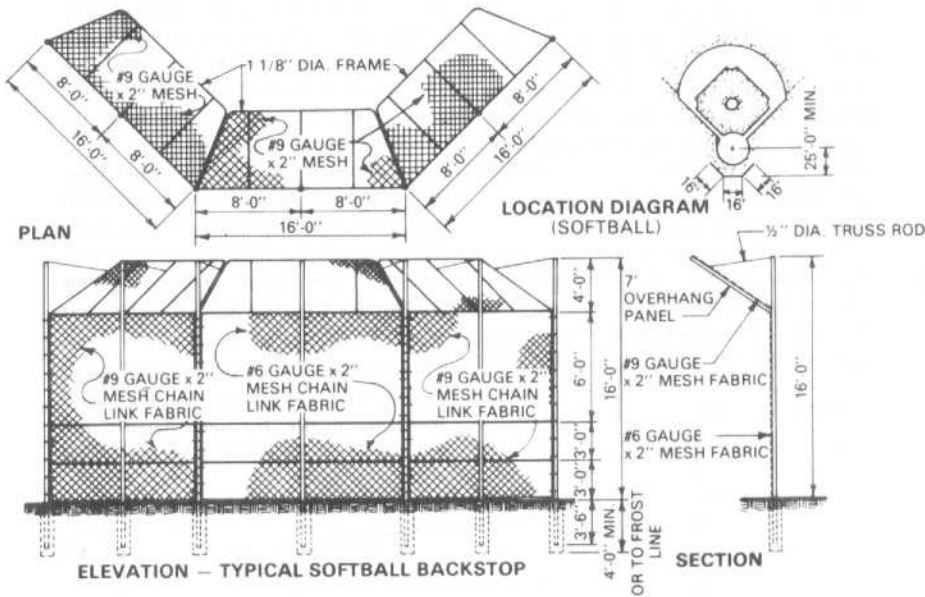 #9 GAUGE
x 2" MESH
1 1/8" DIA. FRAME
#9 GAUGE
x 2" MESH
8'-0"
8'-0"
16'-0"
8'-0"
8'-0"
16'-0"
8'-0"
8'-0"
16'-0"
PLAN
25'-0" MIN.
16'
16'
16'
LOCATION DIAGRAM
(SOFTBALL)
½" DIA. TRUSS ROD
7'
OVERHANG
PANEL
#9 GAUGE
x 2" MESH FABRIC
#6 GAUGE
x 2" MESH FABRIC
16'-0"
SECTION
#9 GAUGE x 2"
MESH CHAIN
LINK FABRIC
#6 GAUGE x 2"
MESH CHAIN
LINK FABRIC
#9 GAUGE x 2"
MESH CHAIN
LINK FABRIC
4'-0"
6'-0"
3'-0"
3'-0"
16'-0"
3'-6"
4'-0" MIN.
OR TO FROST
LINE
ELEVATION – TYPICAL SOFTBALL BACKSTOP